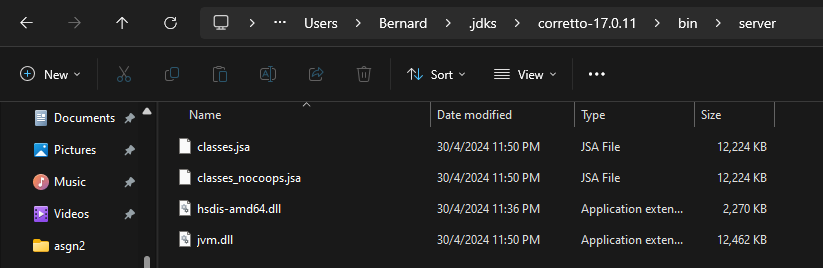 Users > Bernard > .jdks > corretto-17.0.11 > bin > server
New Sort View
Name Date modified Type Size
Documents
Pictures
Music
Videos
asgn2
classes.jsa 30/4/2024 11:50 PM JSA File 12,224 KB
classes_nocoops.jsa 30/4/2024 11:50 PM JSA File 12,224 KB
hsdis-amd64.dll 30/4/2024 11:36 PM Application exten... 2,270 KB
jvm.dll 30/4/2024 11:50 PM Application exten... 12,462 KB